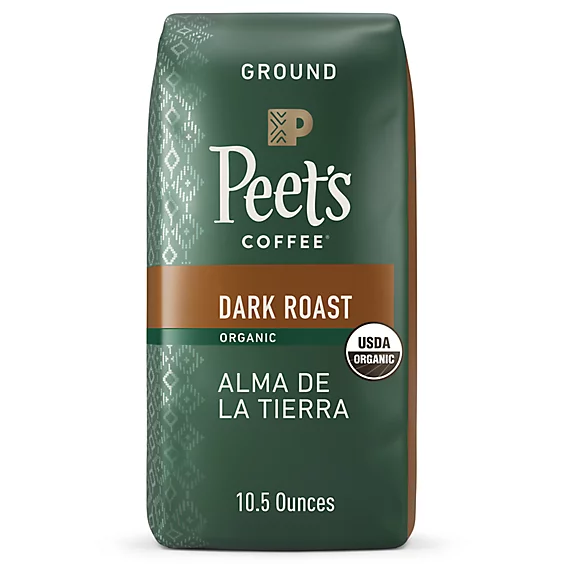 GROUND
P
Peet's
COFFEE®
DARK ROAST
ORGANIC
USDA
ORGANIC
ALMA DE
LA TIERRA
10.5 Ounces